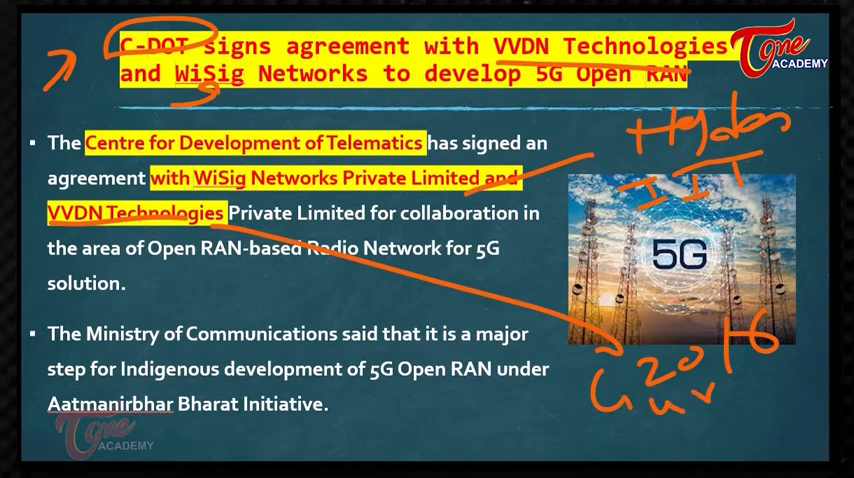 C-DOT signs agreement with VVDN Technologies
and WiSig Networks to develop 5G Open RAN
Tone
ACADEMY
The Centre for Development of Telematics has signed an
agreement with WiSig Networks Private Limited and
VVDN Technologies Private Limited for collaboration in
the area of Open RAN-based Radio Network for 5G
solution.
IIT
5G
The Ministry of Communications said that it is a major
step for Indigenous development of 5G Open RAN under
Aatmanirbhar Bharat Initiative.
2016
Tone
ACADEMY